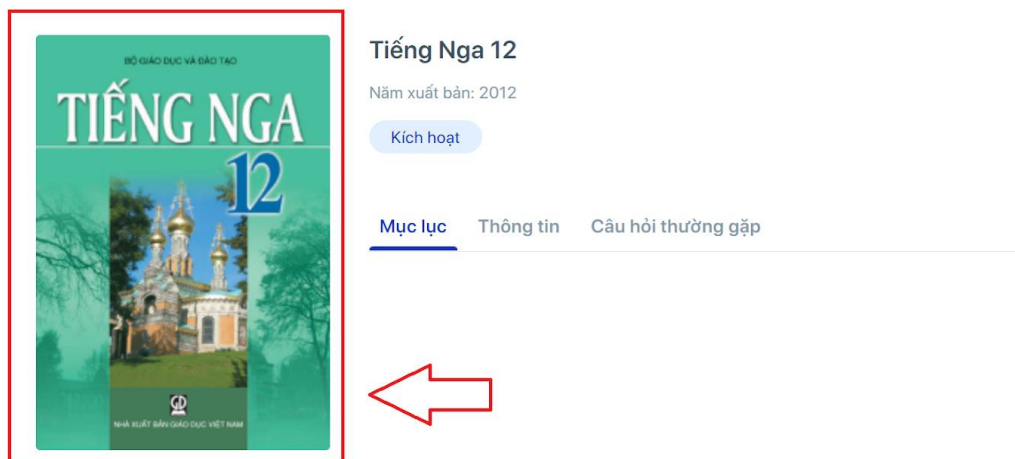 BỘ GIÁO DỤC VÀ ĐÀO TẠO
TIẾNG NGA
12
NHÀ XUẤT BẢN GIÁO DỤC VIỆT NAM
Tiếng Nga 12
Năm xuất bản: 2012
Kích hoạt
Mục lục Thông tin Câu hỏi thường gặp